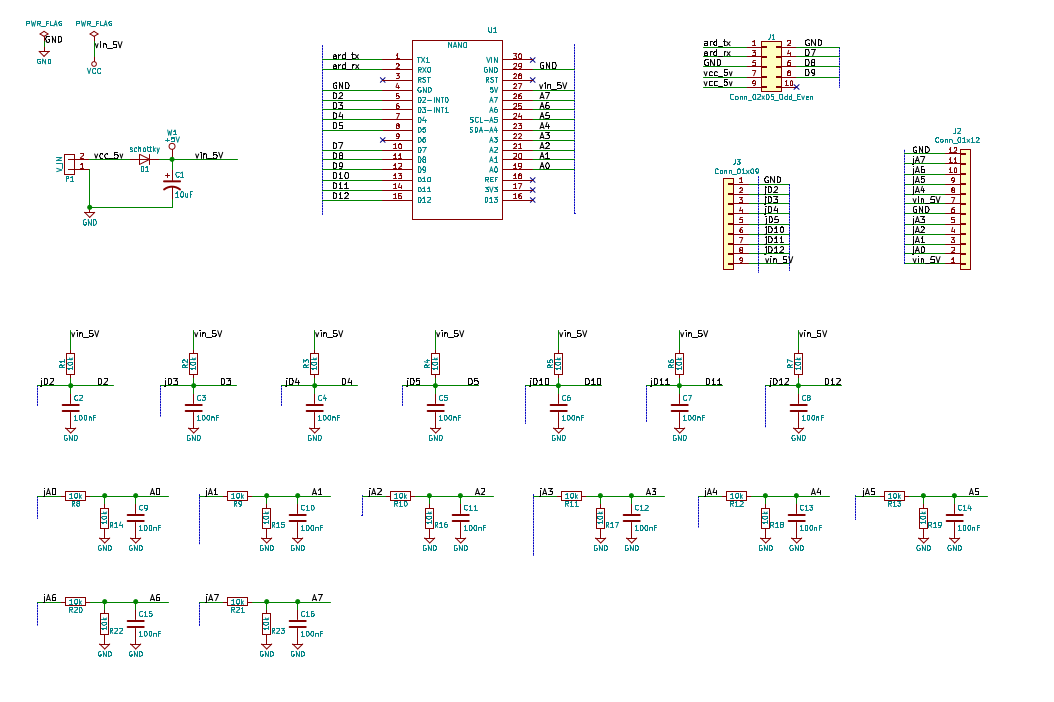 PWR_FLAG PWR_FLAG
GND vin_5V
GND VCC
U1
NANO
ard_tx 1 TX1 VIN 30
ard_rx 2 RX0 GND 29 GND
3 RST RST 28
GND 4 GND 5V 27 vin_5V
D2 5 D2-INT0 A7 26 A7
D3 6 D3-INT1 A6 25 A6
D4 7 D4 SCL-A5 24 A5
D5 8 D5 SDA-A4 23 A4
9 D6 A3 22 A3
D7 10 D7 A2 21 A2
D8 11 D8 A1 20 A1
D9 12 D9 A0 19 A0
D10 13 D10 REF 18
D11 14 D11 3V3 17
D12 15 D12 D13 16
J1
ard_tx 1 2 GND
ard_rx 3 4 D7
GND 5 6 D8
vcc_5v 7 8 D9
vcc_5v 9 10
Conn_02x05_Odd_Even
W1
+5V
schottky
V_IN 2 vcc_5v D1 vin_5V
1
P1
+ C1
10uF
GND
J3
Conn_01x09
1 GND
2 jD2
3 jD3
4 jD4
5 jD5
6 jD10
7 jD11
8 jD12
9 vin_5V
J2
Conn_01x12
GND 12
jA7 11
jA6 10
jA5 9
jA4 8
vin_5V 7
GND 6
jA3 5
jA2 4
jA1 3
jA0 2
vin_5V 1
vin_5V vin_5V vin_5V vin_5V vin_5V vin_5V vin_5V
R1 10k R2 10k R3 10k R4 10k R5 10k R6 10k R7 10k
jD2 D2 jD3 D3 jD4 D4 jD5 D5 jD10 D10 jD11 D11 jD12 D12
C2 C3 C4 C5 C6 C7 C8
100nF 100nF 100nF 100nF 100nF 100nF 100nF
GND GND GND GND GND GND GND
jA0 10k A0 jA1 10k A1 jA2 10k A2 jA3 10k A3 jA4 10k A4 jA5 10k A5
R8 R9 R10 R11 R12 R13
C9 C10 C11 C12 C13 C14
10k R14 10k R15 10k R16 10k R17 10k R18 10k R19
100nF 100nF 100nF 100nF 100nF 100nF
GND GND GND GND GND GND GND GND GND GND GND GND
jA6 10k A6 jA7 10k A7
R20 R21
C15 C16
10k R22 10k R23
100nF 100nF
GND GND GND GND